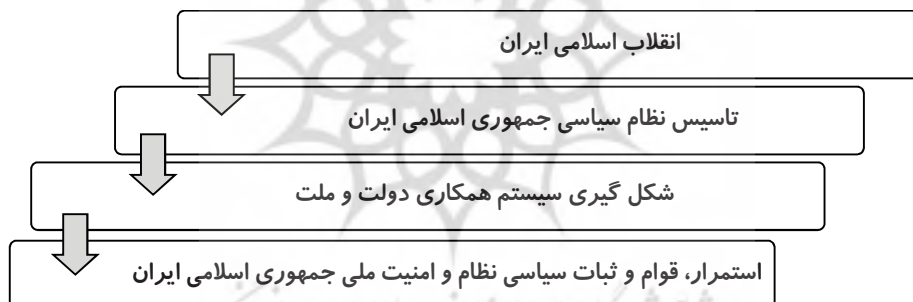 انقلاب اسلامی ایران
تاسیس نظام سیاسی جمهوری اسلامی ایران
شکل گیری سیستم همکاری دولت و ملت
استمرار، قوام و ثبات سیاسی نظام و امنیت ملی جمهوری اسلامی ایران